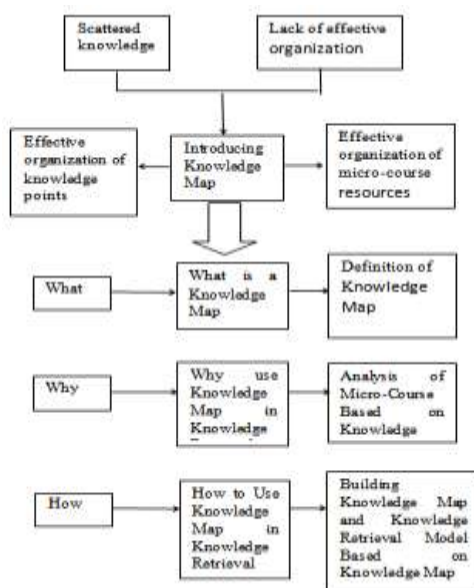 Scattered
knowledge
Lack of effective
organization
Effective
organization of
knowledge
points
Introducing
Knowledge
Map
Effective
organization of
micro-course
resources
What
What is a
Knowledge
Map
Definition of
Knowledge
Map
Why
Why use
Knowledge
Map in
Knowledge
Analysis of
Micro-Course
Based on
Knowledge
How
How to Use
Knowledge
Map in
Knowledge
Retrieval
Building
Knowledge Map
and Knowledge
Retrieval Model
Based on
Knowledge Map